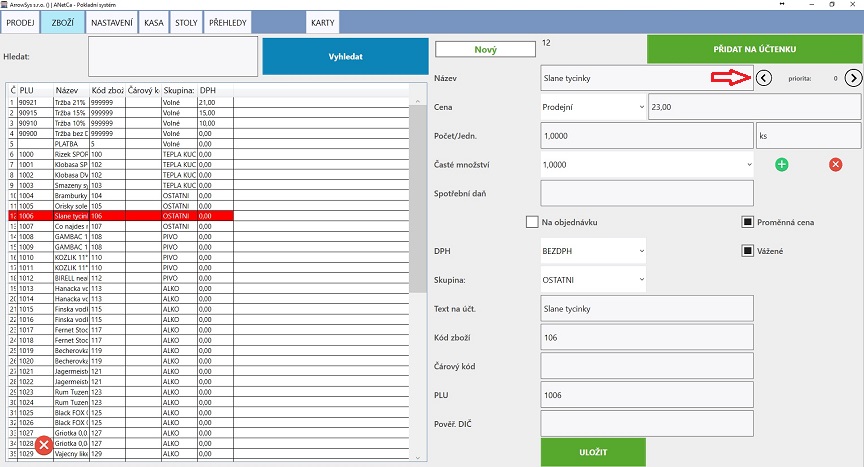 ArrowSys s.r.o. () | ANetCa - Pokladní systém
PRODEJ ZBOŽÍ NASTAVENÍ KASA STOLY PŘEHLEDY KARTY
Hledat: Vyhledat
Č PLU Název Kód zbož Čárový k Skupina: DPH
1 90921 Tržba 21% 999999 Volné 21,00
2 90915 Tržba 15% 999999 Volné 15,00
3 90910 Tržba 10% 999999 Volné 10,00
4 90900 Tržba bez D 999999 Volné 0,00
5 PLATBA 5 Volné 0,00
6 1000 Rizek SPOR 100 TEPLA KUC 0,00
7 1001 Klobasa SP 101 TEPLA KUC 0,00
8 1002 Klobasa DV 102 TEPLA KUC 0,00
9 1003 Smazeny sy 103 TEPLA KUC 0,00
1( 1004 Bramburky 104 OSTATNI 0,00
11 1005 Orisky sole 105 OSTATNI 0,00
12 1006 Slane tycink 106 OSTATNI 0,00
13 1007 Co najdes n 107 OSTATNI 0,00
14 1008 GAMBAC 1 108 PIVO 0,00
15 1009 GAMBAC 1 108 PIVO 0,00
16 1010 KOZLIK 11° 110 PIVO 0,00
17 1011 KOZLIK 11° 110 PIVO 0,00
18 1012 BIRELL neal 112 PIVO 0,00
19 1013 Hanacka vo 113 ALKO 0,00
2( 1014 Hanacka vo 113 ALKO 0,00
21 1015 Finska vodk 115 ALKO 0,00
22 1016 Finska vodk 115 ALKO 0,00
23 1017 Fernet Stoc 117 ALKO 0,00
24 1018 Fernet Stoc 117 ALKO 0,00
25 1019 Becherovka 119 ALKO 0,00
26 1020 Becherovka 119 ALKO 0,00
27 1021 Jagermeiste 121 ALKO 0,00
28 1022 Jagermeiste 121 ALKO 0,00
29 1023 Rum Tuzen 123 ALKO 0,00
3( 1024 Rum Tuzen 123 ALKO 0,00
31 1025 Black FOX ( 125 ALKO 0,00
32 1026 Black FOX ( 125 ALKO 0,00
33 1027 Griotka 0,0 127 ALKO 0,00
34 1028 Griotka 0,0 127 ALKO 0,00
35 1029 Vajecny like 129 ALKO 0,00
Nový 12 PŘIDAT NA ÚČTENKU
Název Slane tycinky priorita: 0
Cena Prodejní 23,00
Počet/Jedn. 1,0000 ks
Časté množství 1,0000
Spotřební daň
Na objednávku Proměnná cena
DPH BEZDPH Vážené
Skupina: OSTATNI
Text na účt. Slane tycinky
Kód zboží 106
Čárový kód
PLU 1006
Pověř. DIČ
ULOŽIT